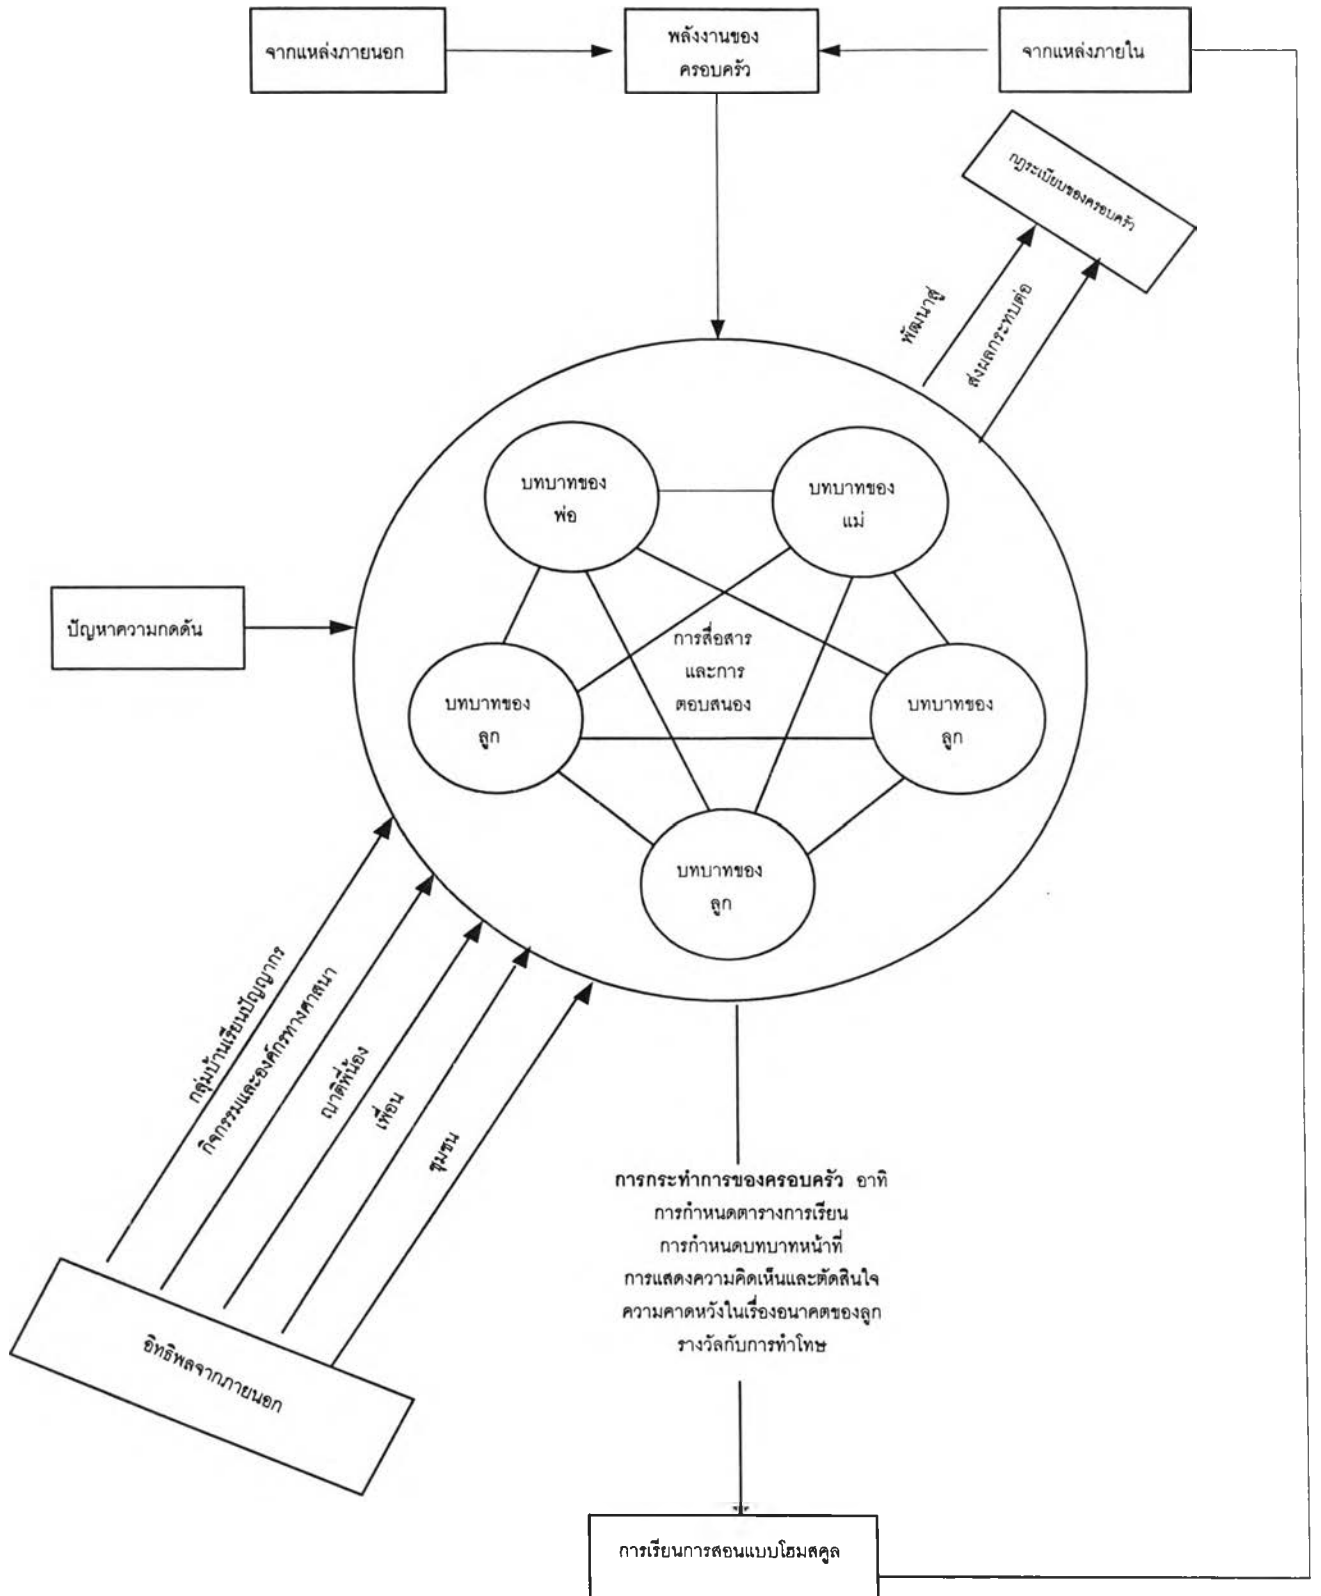 จากแหล่งภายนอก
พลังงานของ
ครอบครัว
จากแหล่งภายใน
กฎระเบียบของครอบครัว
พัฒนาสู่
ส่งผลกระทบต่อ
บทบาทของ
พ่อ
บทบาทของ
แม่
ปัญหาความกดดัน
การสื่อสาร
และการ
ตอบสนอง
บทบาทของ
ลูก
บทบาทของ
ลูก
บทบาทของ
ลูก
กลุ่มบ้านเรียนปัญญากร
กิจกรรมและองค์กรทางศาสนา
ญาติพี่น้อง
เพื่อน
ชุมชน
อิทธิพลจากภายนอก
การกระทำการของครอบครัว อาทิ
การกำหนดตารางการเรียน
การกำหนดบทบาทหน้าที่
การแสดงความคิดเห็นและตัดสินใจ
ความคาดหวังในเรื่องอนาคตของลูก
รางวัลกับการทำโทษ
การเรียนการสอนแบบโฮมสคูล